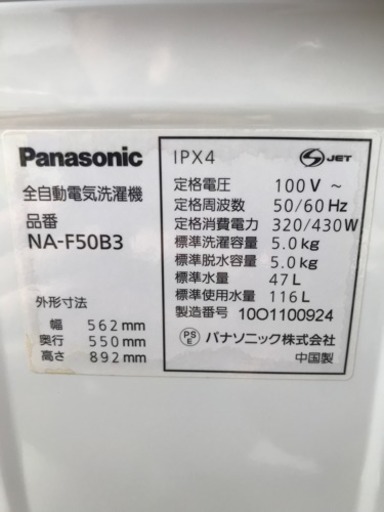 Panasonic
全自動電気洗濯機
品番
NA-F50B3
外形寸法
幅 562mm
奥行 550mm
高さ 892mm
IPX4
S JET
定格電圧 100V ~
定格周波数 50/60Hz
定格消費電力 320/430W
標準洗濯容量 5.0kg
標準脱水容量 5.0kg
標準水量 47L
標準使用水量 116L
製造番号 10O1100924
PS E パナソニック株式会社
中国製